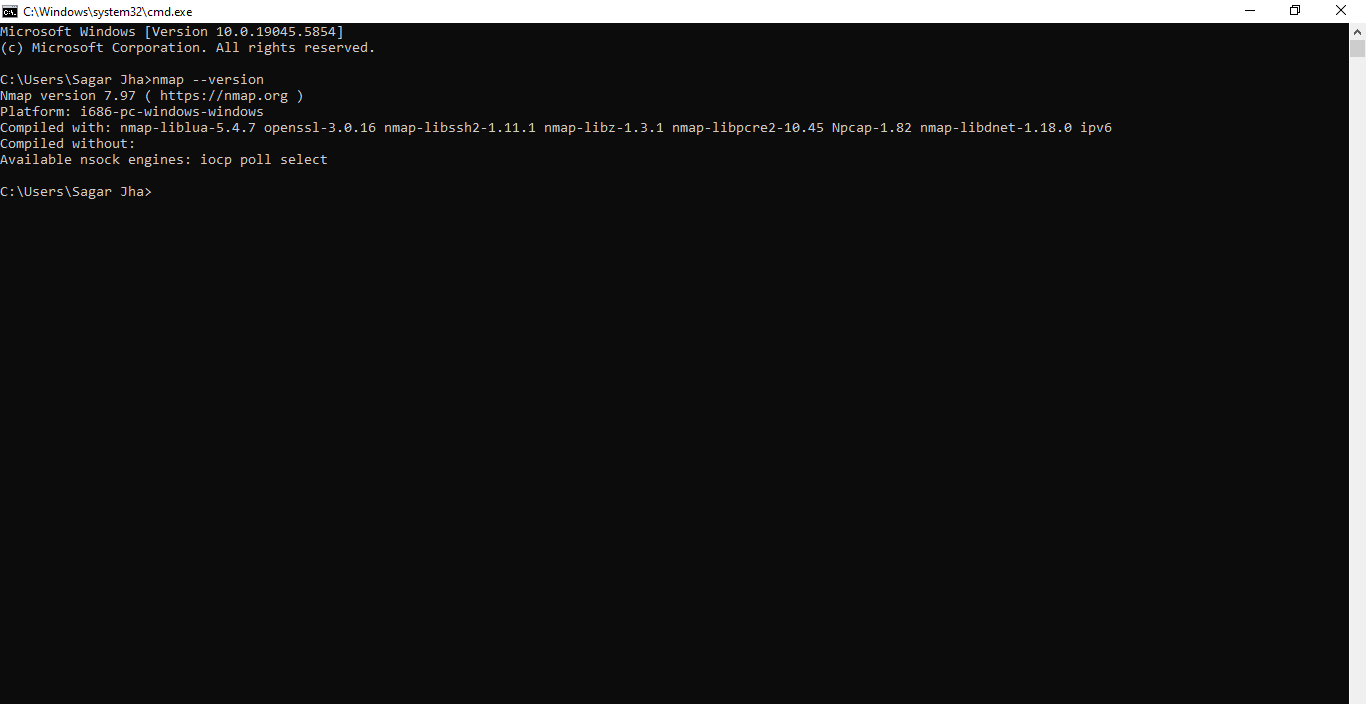 C:\Windows\system32\cmd.exe
Microsoft Windows [Version 10.0.19045.5854]
(c) Microsoft Corporation. All rights reserved.
C:\Users\Sagar Jha>nmap --version
Nmap version 7.97 ( https://nmap.org )
Platform: i686-pc-windows-windows
Compiled with: nmap-liblua-5.4.7 openssl-3.0.16 nmap-libssh2-1.11.1 nmap-libz-1.3.1 nmap-libpcre2-10.45 Npcap-1.82 nmap-libdnet-1.18.0 ipv6
Compiled without:
Available nsock engines: iocp poll select
C:\Users\Sagar Jha>